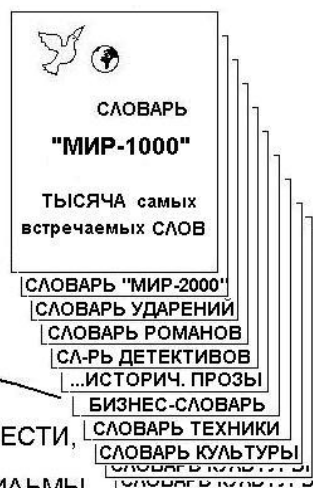 СЛОВАРЬ
"МИР-1000"
ТЫСЯЧА самых
встречаемых СЛОВ
СЛОВАРЬ "МИР-2000"
СЛОВАРЬ УДАРЕНИЙ
СЛОВАРЬ РОМАНОВ
СЛ-РЬ ДЕТЕКТИВОВ
...ИСТОРИЧ. ПРОЗЫ
БИЗНЕС-СЛОВАРЬ
ЕСТИ,
СЛОВАРЬ ТЕХНИКИ
СЛОВАРЬ КУЛЬТУРЫ